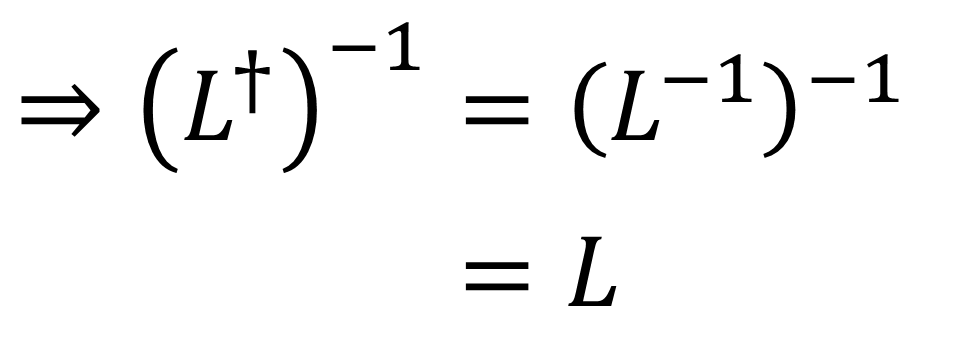 ⇒ (L†)⁻¹ = (L⁻¹)⁻¹
= L